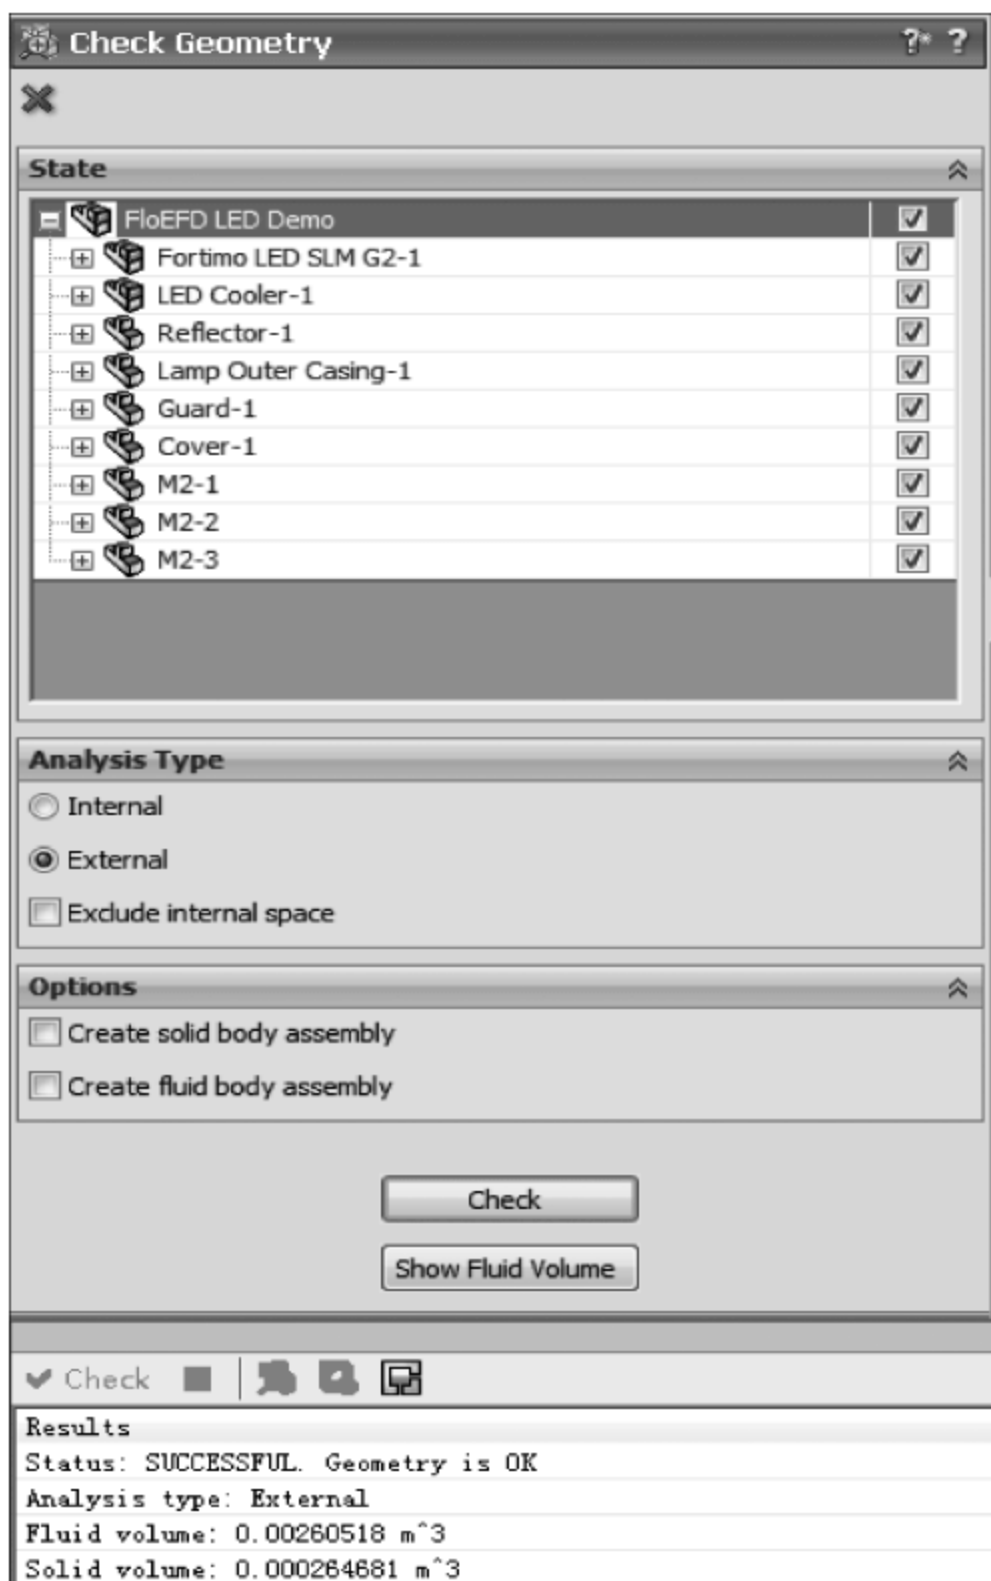 Check Geometry ?* ?
State
FloEFD LED Demo
Fortimo LED SLM G2-1
LED Cooler-1
Reflector-1
Lamp Outer Casing-1
Guard-1
Cover-1
M2-1
M2-2
M2-3
Analysis Type
Internal
External
Exclude internal space
Options
Create solid body assembly
Create fluid body assembly
Check
Show Fluid Volume
Check
Results
Status: SUCCESSFUL. Geometry is OK
Analysis type: External
Fluid volume: 0.00260518 m^3
Solid volume: 0.000264681 m^3